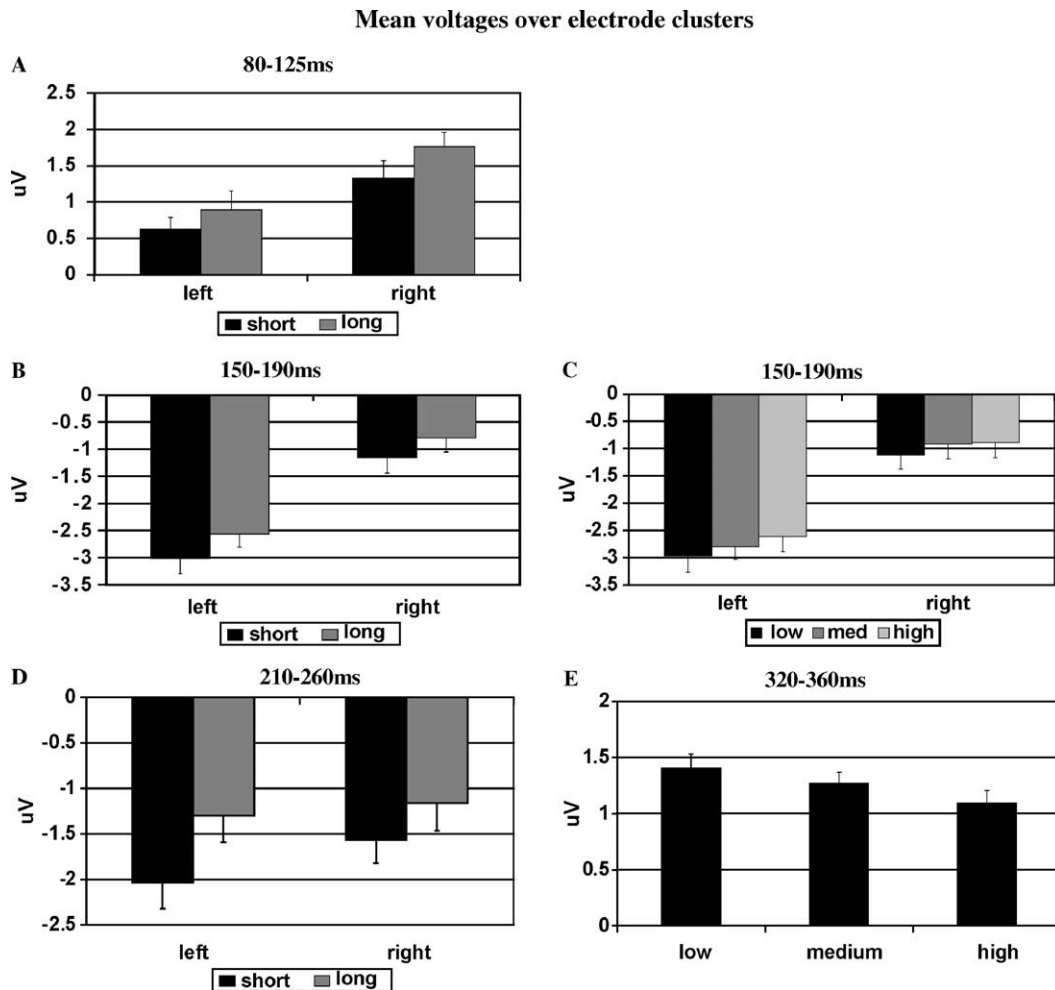 Mean voltages over electrode clusters
A
80-125ms
2.5
2
1.5
1
0.5
0
uV
left right
short long
B
150-190ms
0
-0.5
-1
-1.5
-2
-2.5
-3
-3.5
uV
left right
short long
C
150-190ms
0
-0.5
-1
-1.5
-2
-2.5
-3
-3.5
uV
left right
low med high
D
210-260ms
0
-0.5
-1
-1.5
-2
-2.5
uV
left right
short long
E
320-360ms
2
1.5
1
0.5
0
uV
low medium high